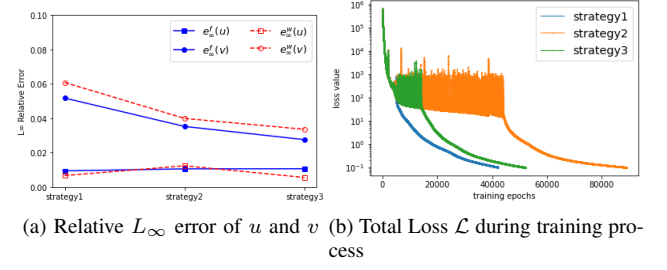 0.10
0.08
0.06
0.04
0.02
0.00
L∞ Relative Error
e^r_∞(u)
e^r_∞(v)
e^w_∞(u)
e^w_∞(v)
strategy1
strategy2
strategy3
10^6
10^5
10^4
10^3
10^2
10^1
10^0
10^-1
loss value
strategy1
strategy2
strategy3
0
20000
40000
60000
80000
training epochs
(a) Relative L∞ error of u and v (b) Total Loss ℒ during training pro-
cess